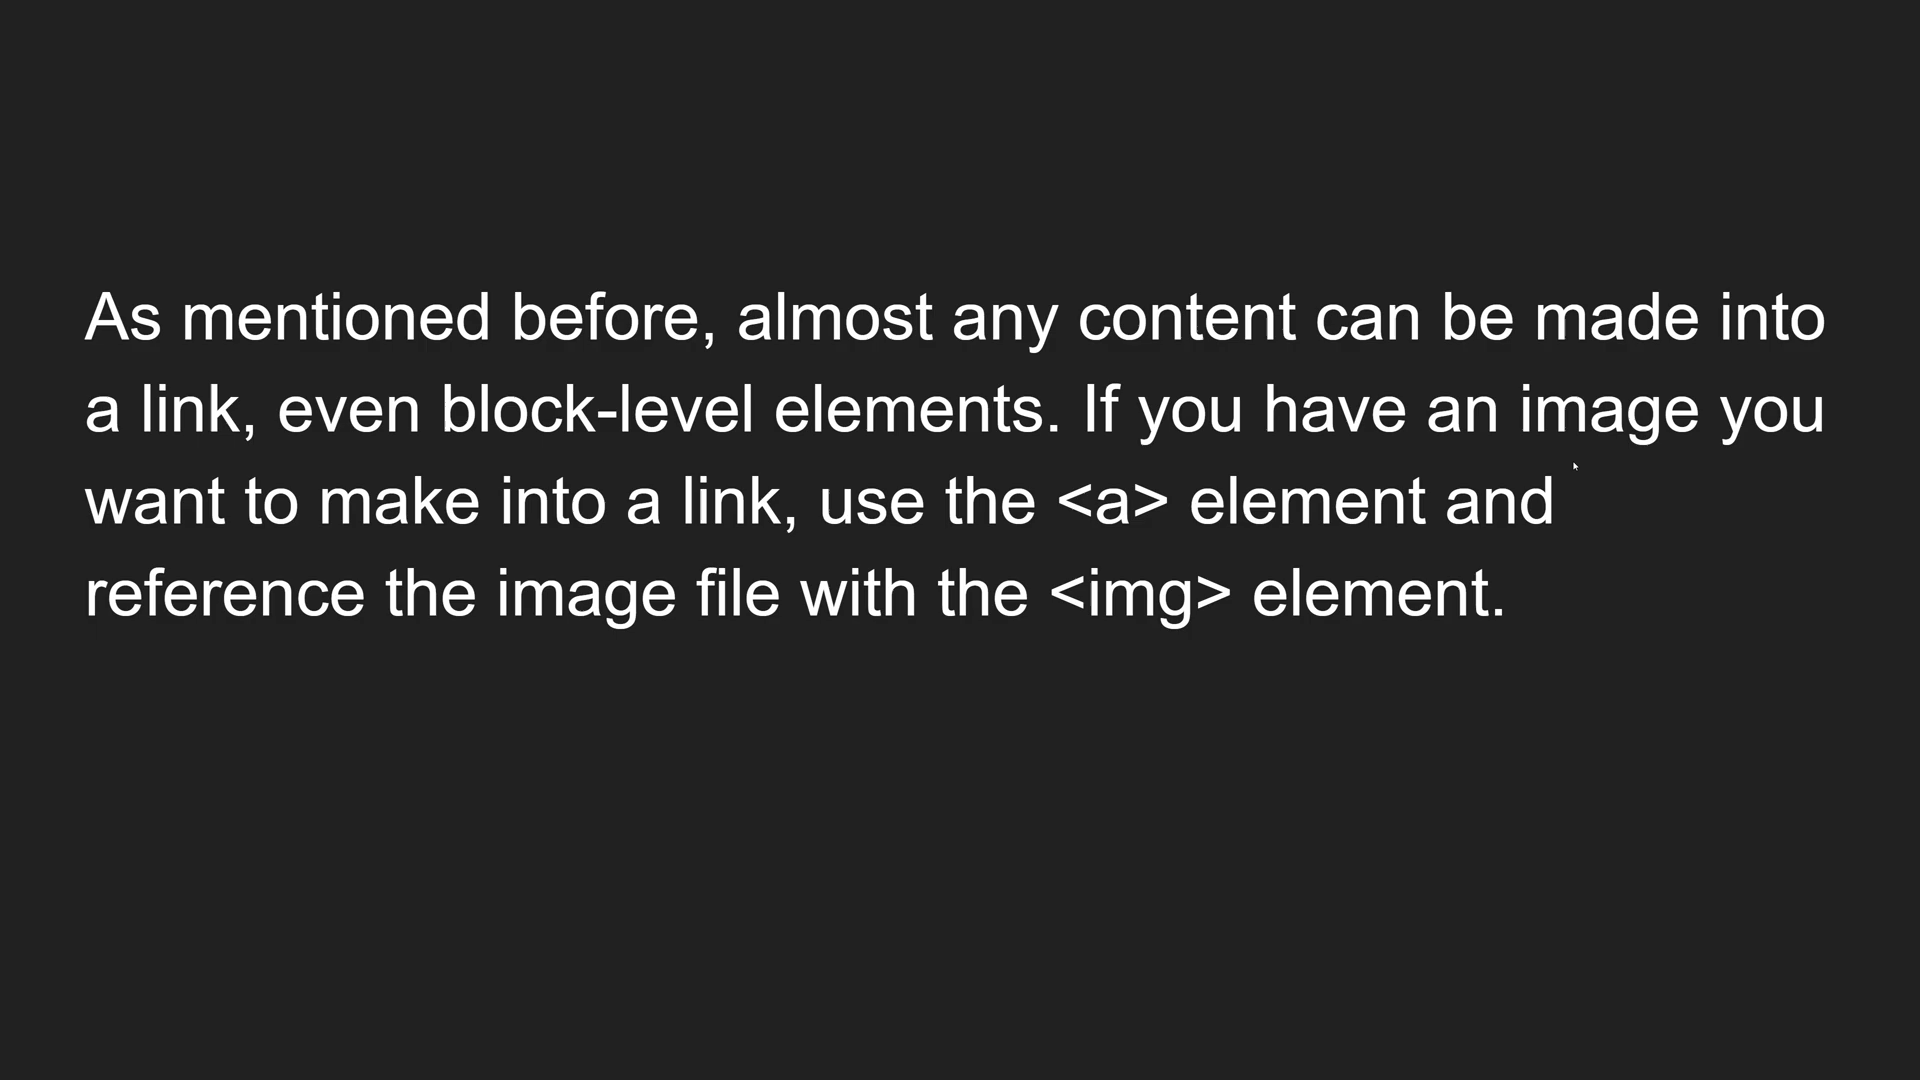 As mentioned before, almost any content can be made into
a link, even block-level elements. If you have an image you
want to make into a link, use the <a> element and
reference the image file with the <img> element.